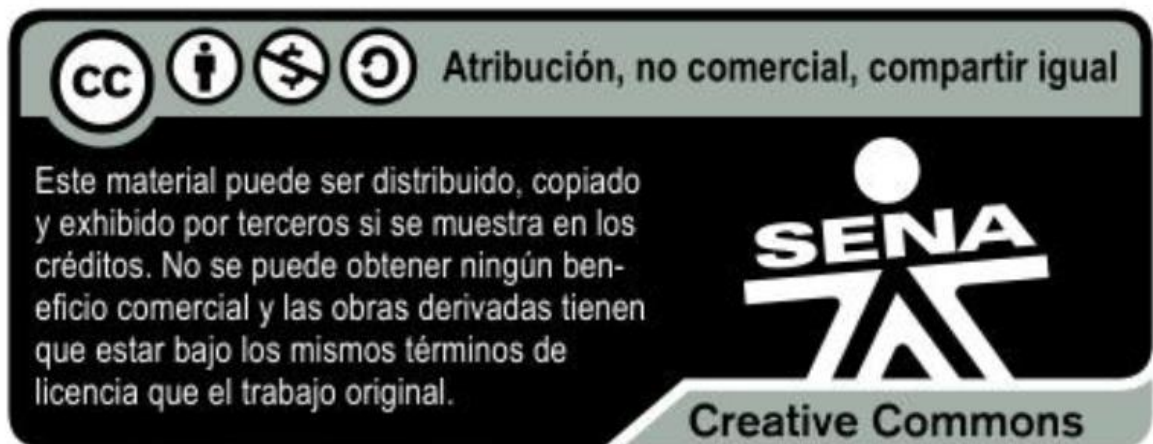 cc Atribución, no comercial, compartir igual
Este material puede ser distribuido, copiado
y exhibido por terceros si se muestra en los
créditos. No se puede obtener ningún ben-
eficio comercial y las obras derivadas tienen
que estar bajo los mismos términos de
licencia que el trabajo original.
SENA
Creative Commons